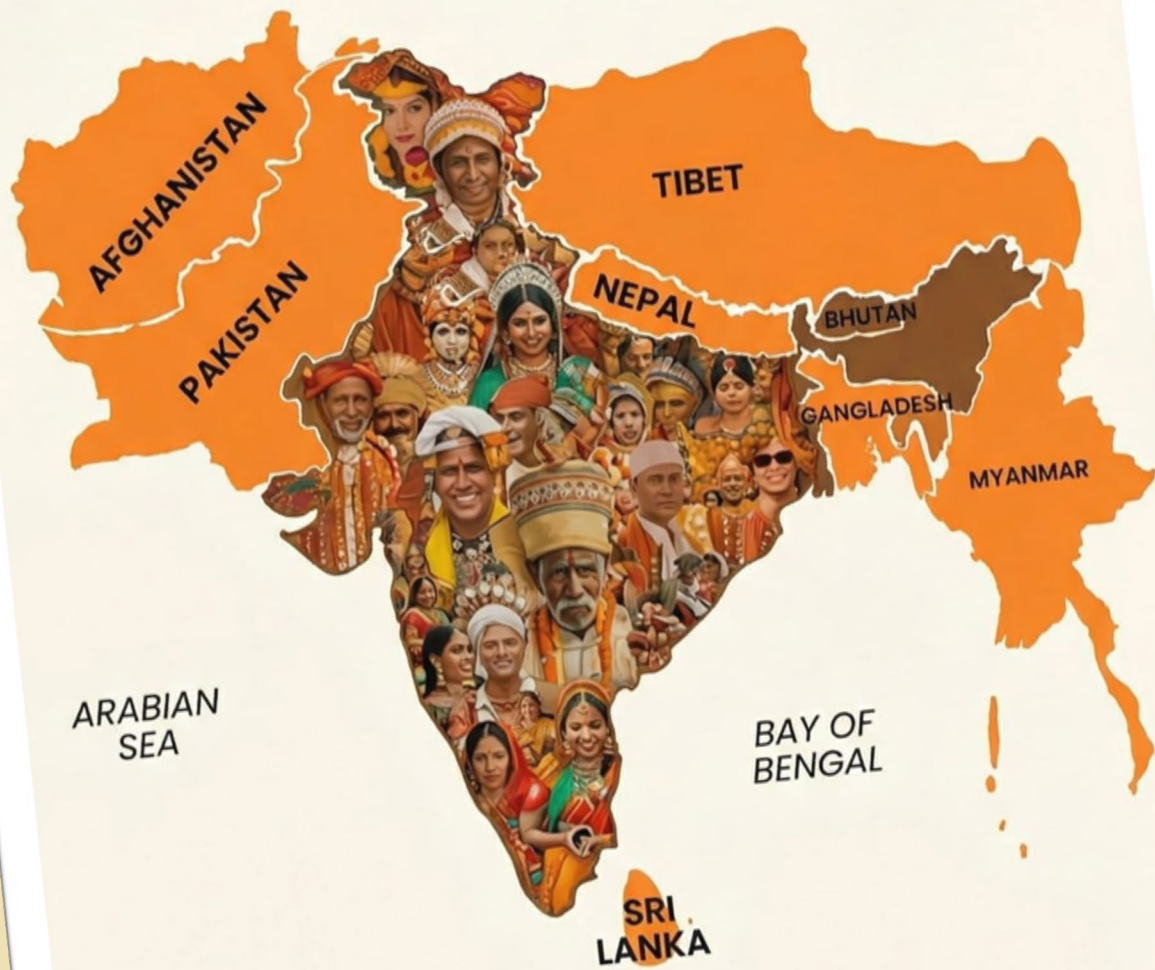 AFGHANISTAN
TIBET
PAKISTAN
NEPAL
BHUTAN
GANGLADESH
MYANMAR
ARABIAN
SEA
BAY OF
BENGAL
SRI
LANKA